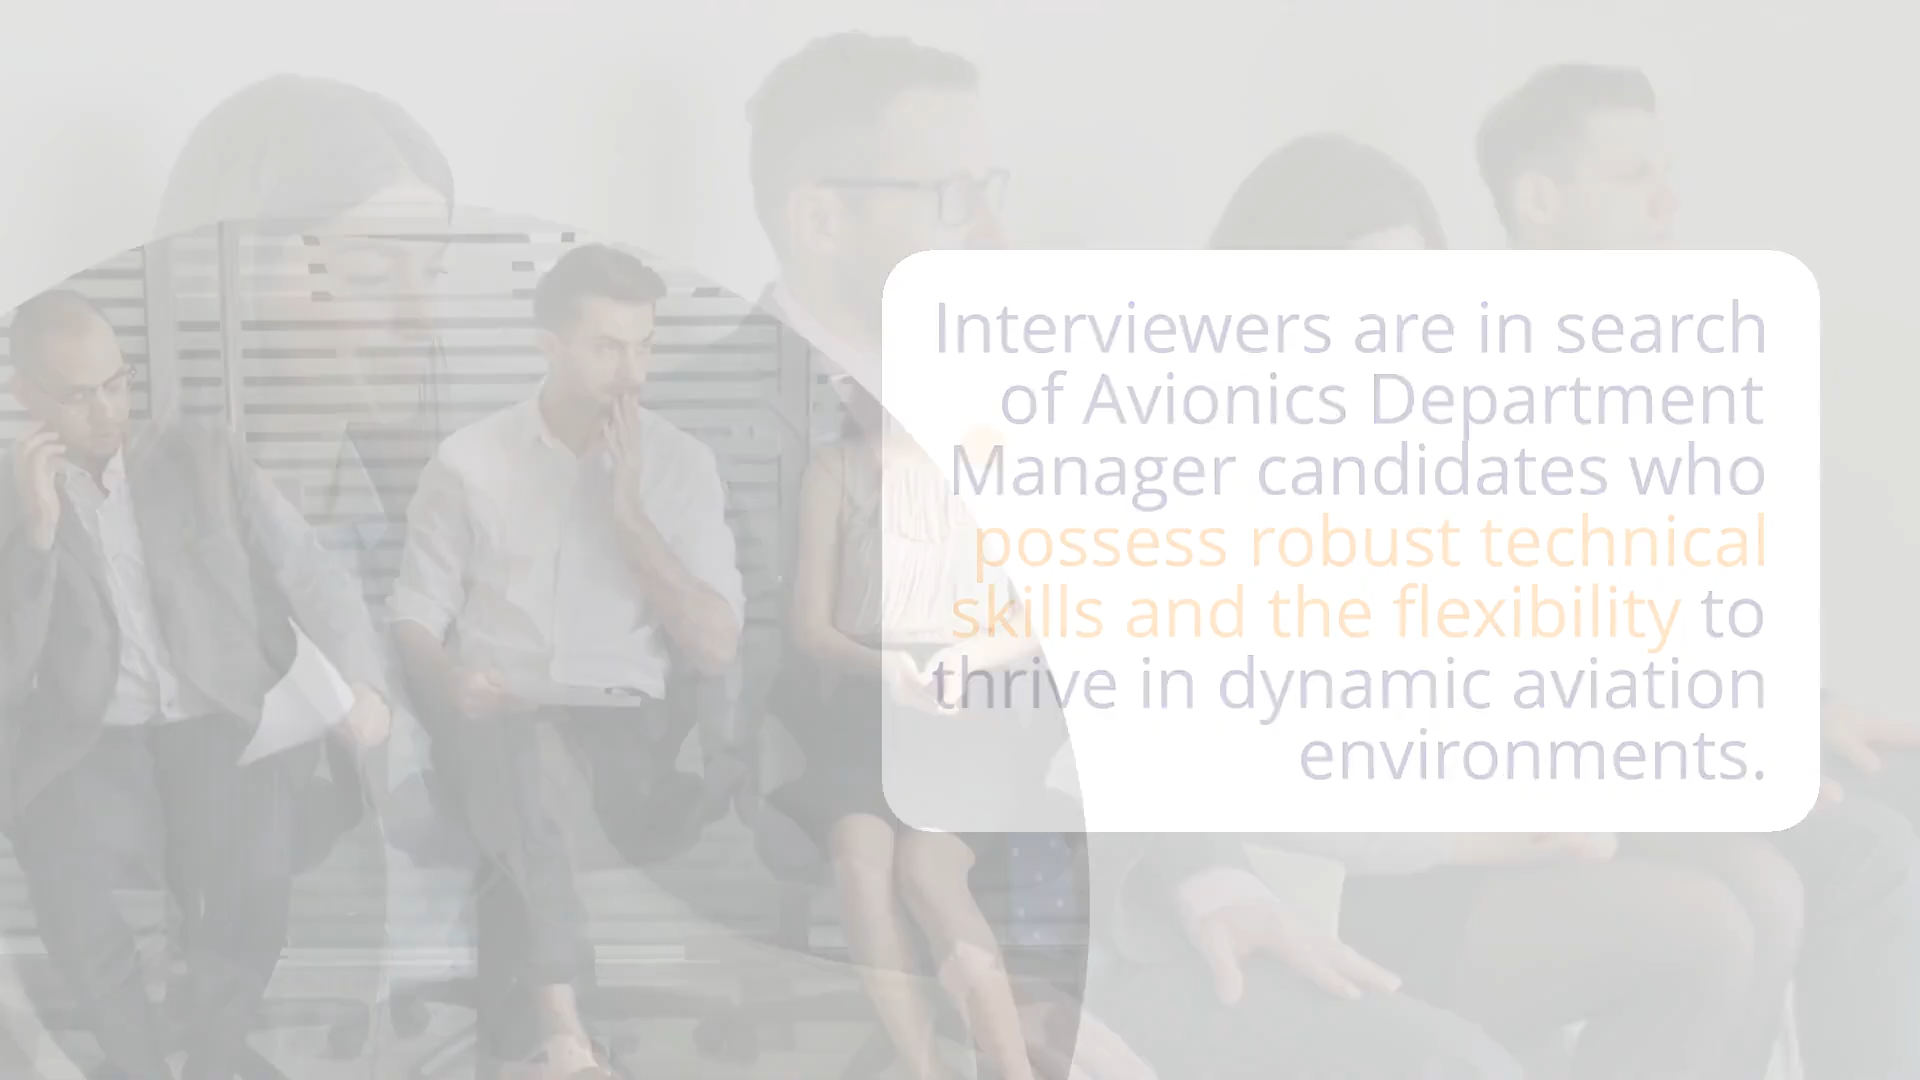 Interviewers are in search
of Avionics Department
Manager candidates who
possess robust technical
skills and the flexibility to
thrive in dynamic aviation
environments.